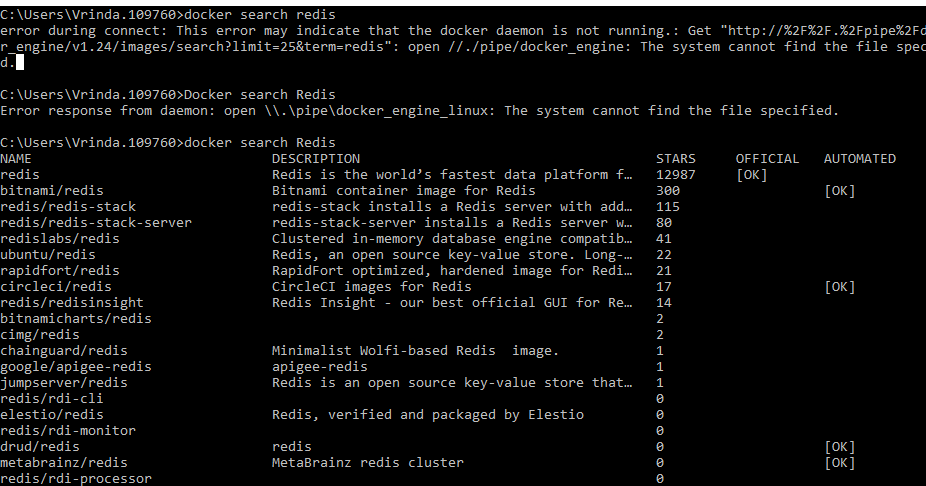 C:\Users\Vrinda.109760>docker search redis
error during connect: This error may indicate that the docker daemon is not running.: Get "http://%2F%2F.%2Fpipe%2Fd
r_engine/v1.24/images/search?limit=25&term=redis": open //./pipe/docker_engine: The system cannot find the file spec
d.
C:\Users\Vrinda.109760>Docker search Redis
Error response from daemon: open \\.\pipe\docker_engine_linux: The system cannot find the file specified.
C:\Users\Vrinda.109760>docker search Redis
NAME DESCRIPTION STARS OFFICIAL AUTOMATED
redis Redis is the world’s fastest data platform f… 12987 [OK]
bitnami/redis Bitnami container image for Redis 300 [OK]
redis/redis-stack redis-stack installs a Redis server with add… 115
redis/redis-stack-server redis-stack-server installs a Redis server w… 80
redislabs/redis Clustered in-memory database engine compatib… 41
ubuntu/redis Redis, an open source key-value store. Long-… 22
rapidfort/redis RapidFort optimized, hardened image for Redi… 21
circleci/redis CircleCI images for Redis 17 [OK]
redis/redisinsight Redis Insight - our best official GUI for Re… 14
bitnamicharts/redis 2
cimg/redis 2
chainguard/redis Minimalist Wolfi-based Redis  image. 1
google/apigee-redis apigee-redis 1
jumpserver/redis Redis is an open source key-value store that… 1
redis/rdi-cli 0
elestio/redis Redis, verified and packaged by Elestio 0
redis/rdi-monitor 0
drud/redis redis 0 [OK]
metabrainz/redis MetaBrainz redis cluster 0 [OK]
redis/rdi-processor 0